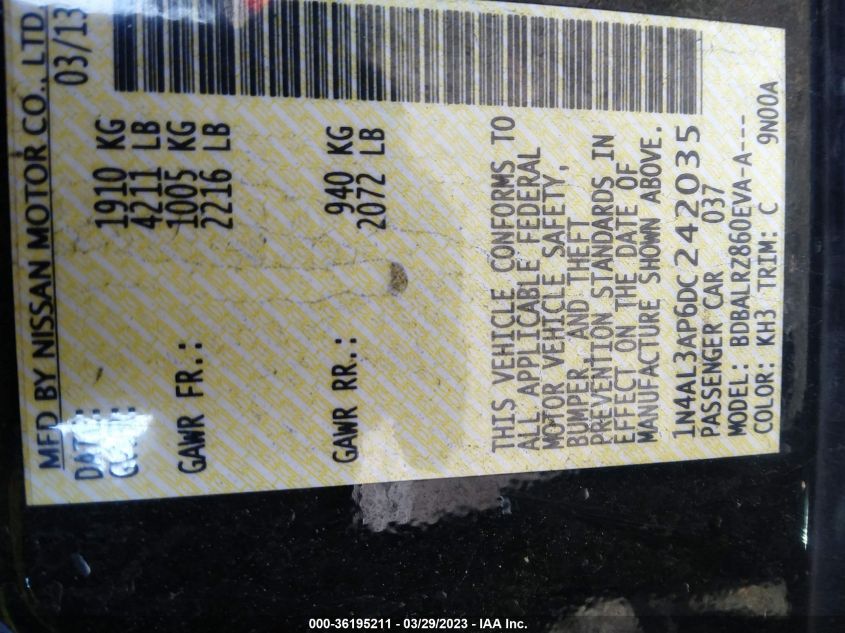 MFD BY NISSAN MOTOR CO., LTD
DATE: 03/13
1910 KG
4211 LB
GAWR FR.: 1005 KG
2216 LB
GAWR RR.: 940 KG
2072 LB
THIS VEHICLE CONFORMS TO
ALL APPLICABLE FEDERAL
MOTOR VEHICLE SAFETY,
BUMPER, AND THEFT
PREVENTION STANDARDS IN
EFFECT ON THE DATE OF
MANUFACTURE SHOWN ABOVE.
1N4AL3AP6DC242035
PASSENGER CAR 037
MODEL: BDBALRZ860EVA-A---
COLOR: KH3 TRIM: C 9N00A
000-36195211 - 03/29/2023 - IAA Inc.